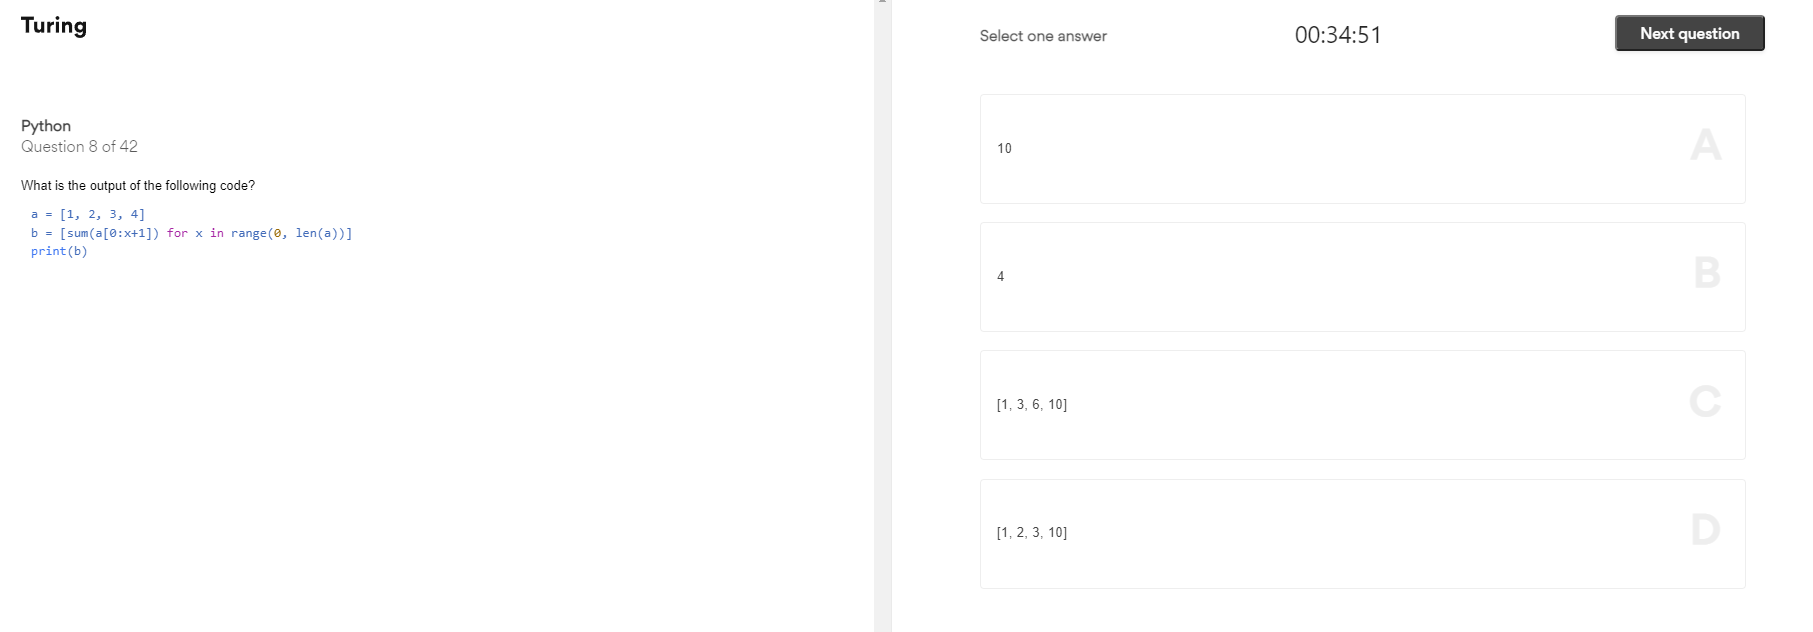 Turing
Python
Question 8 of 42
What is the output of the following code?
a = [1, 2, 3, 4]
b = [sum(a[0:x+1]) for x in range(0, len(a))]
print(b)
Select one answer
00:34:51
Next question
10
A
4
B
[1, 3, 6, 10]
C
[1, 2, 3, 10]
D